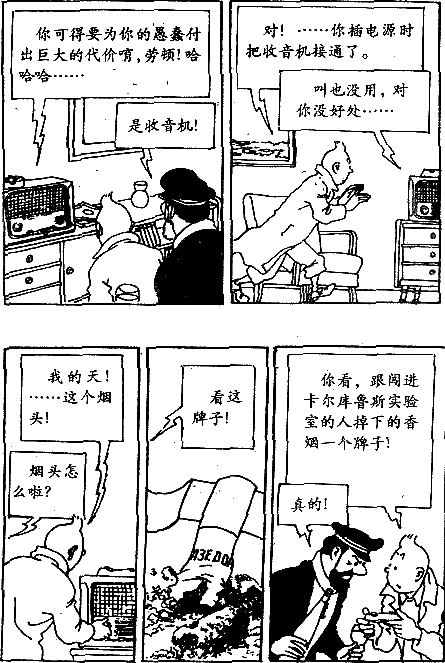 你可得要为你的愚蠢付
出巨大的代价唷,劳顿!哈
哈哈……
是收音机!
对!……你插电源时
把收音机接通了。
叫也没用,对
你没好处……
我的天!
……这个烟
头!
烟头怎
么啦?
看这
牌子!
你看,跟闯进
卡尔库鲁斯实验
室的人掉下的香
烟一个牌子!
真的!